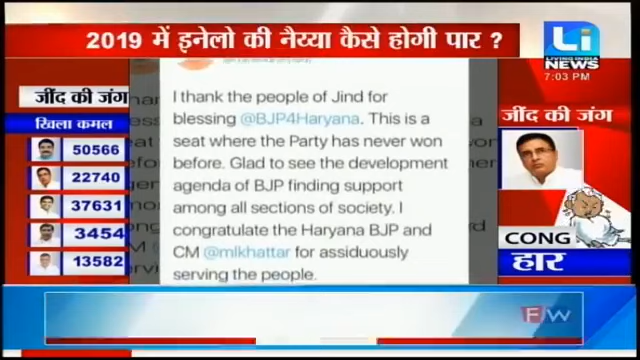 2019 में इनेलो की नैय्या कैसे होगी पार ?
Li
LIVING INDIA
NEWS
7:03 PM
जींद की जंग
खिला कमल
50566
22740
37631
3454
13582
I thank the people of Jind for
blessing @BJP4Haryana. This is a
seat where the Party has never won
before. Glad to see the development
agenda of BJP finding support
among all sections of society. I
congratulate the Haryana BJP and
CM @mlkhattar for assiduously
serving the people.
जींद की जंग
CONG
हार
FW